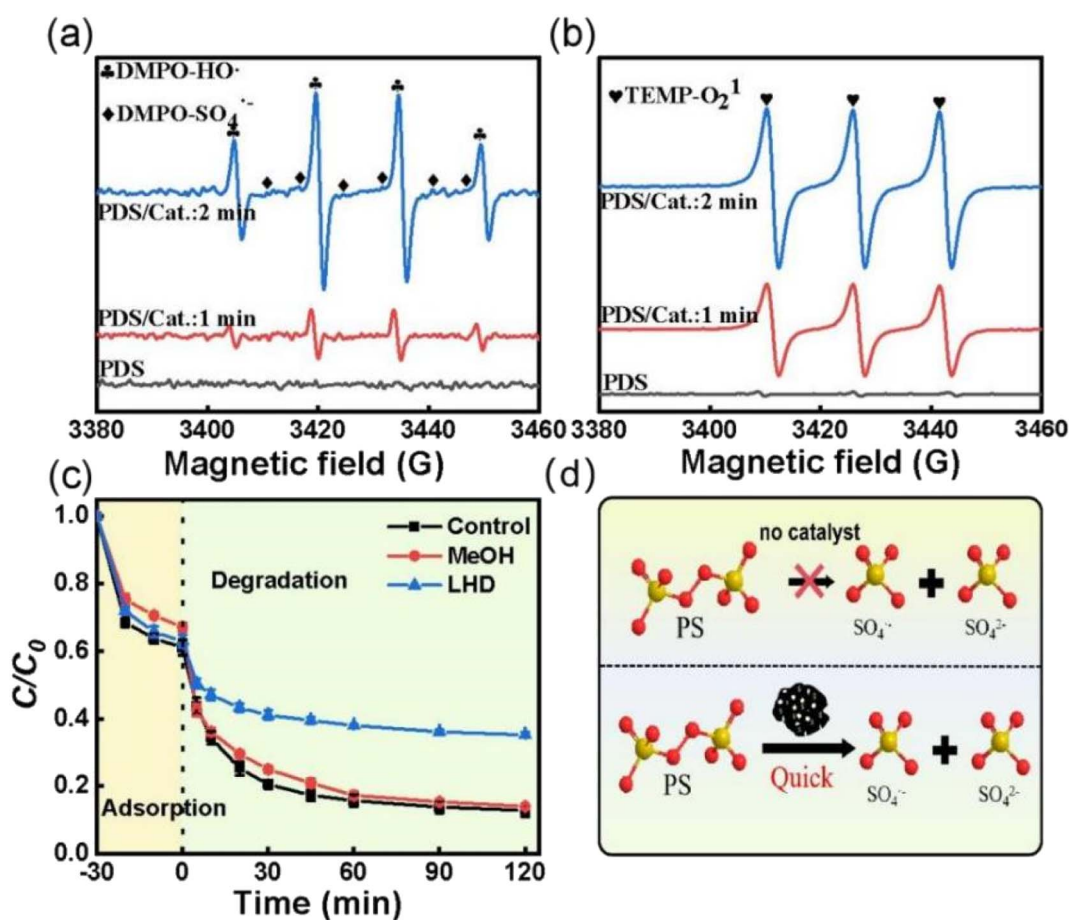 (a)
♣DMPO-HO·
♦DMPO-SO₄·⁻
PDS/Cat.:2 min
PDS/Cat.:1 min
PDS
3380 3400 3420 3440 3460
Magnetic field (G)
(b)
♥TEMP-O₂¹
PDS/Cat.:2 min
PDS/Cat.:1 min
PDS
3380 3400 3420 3440 3460
Magnetic field (G)
(c)
C/C₀
1.0
0.8
0.6
0.4
0.2
0.0
Control
MeOH
LHD
Degradation
Adsorption
-30 0 30 60 90 120
Time (min)
(d)
no catalyst
PS
+
SO₄·⁻
SO₄²⁻
PS
Quick
+
SO₄·⁻
SO₄²⁻